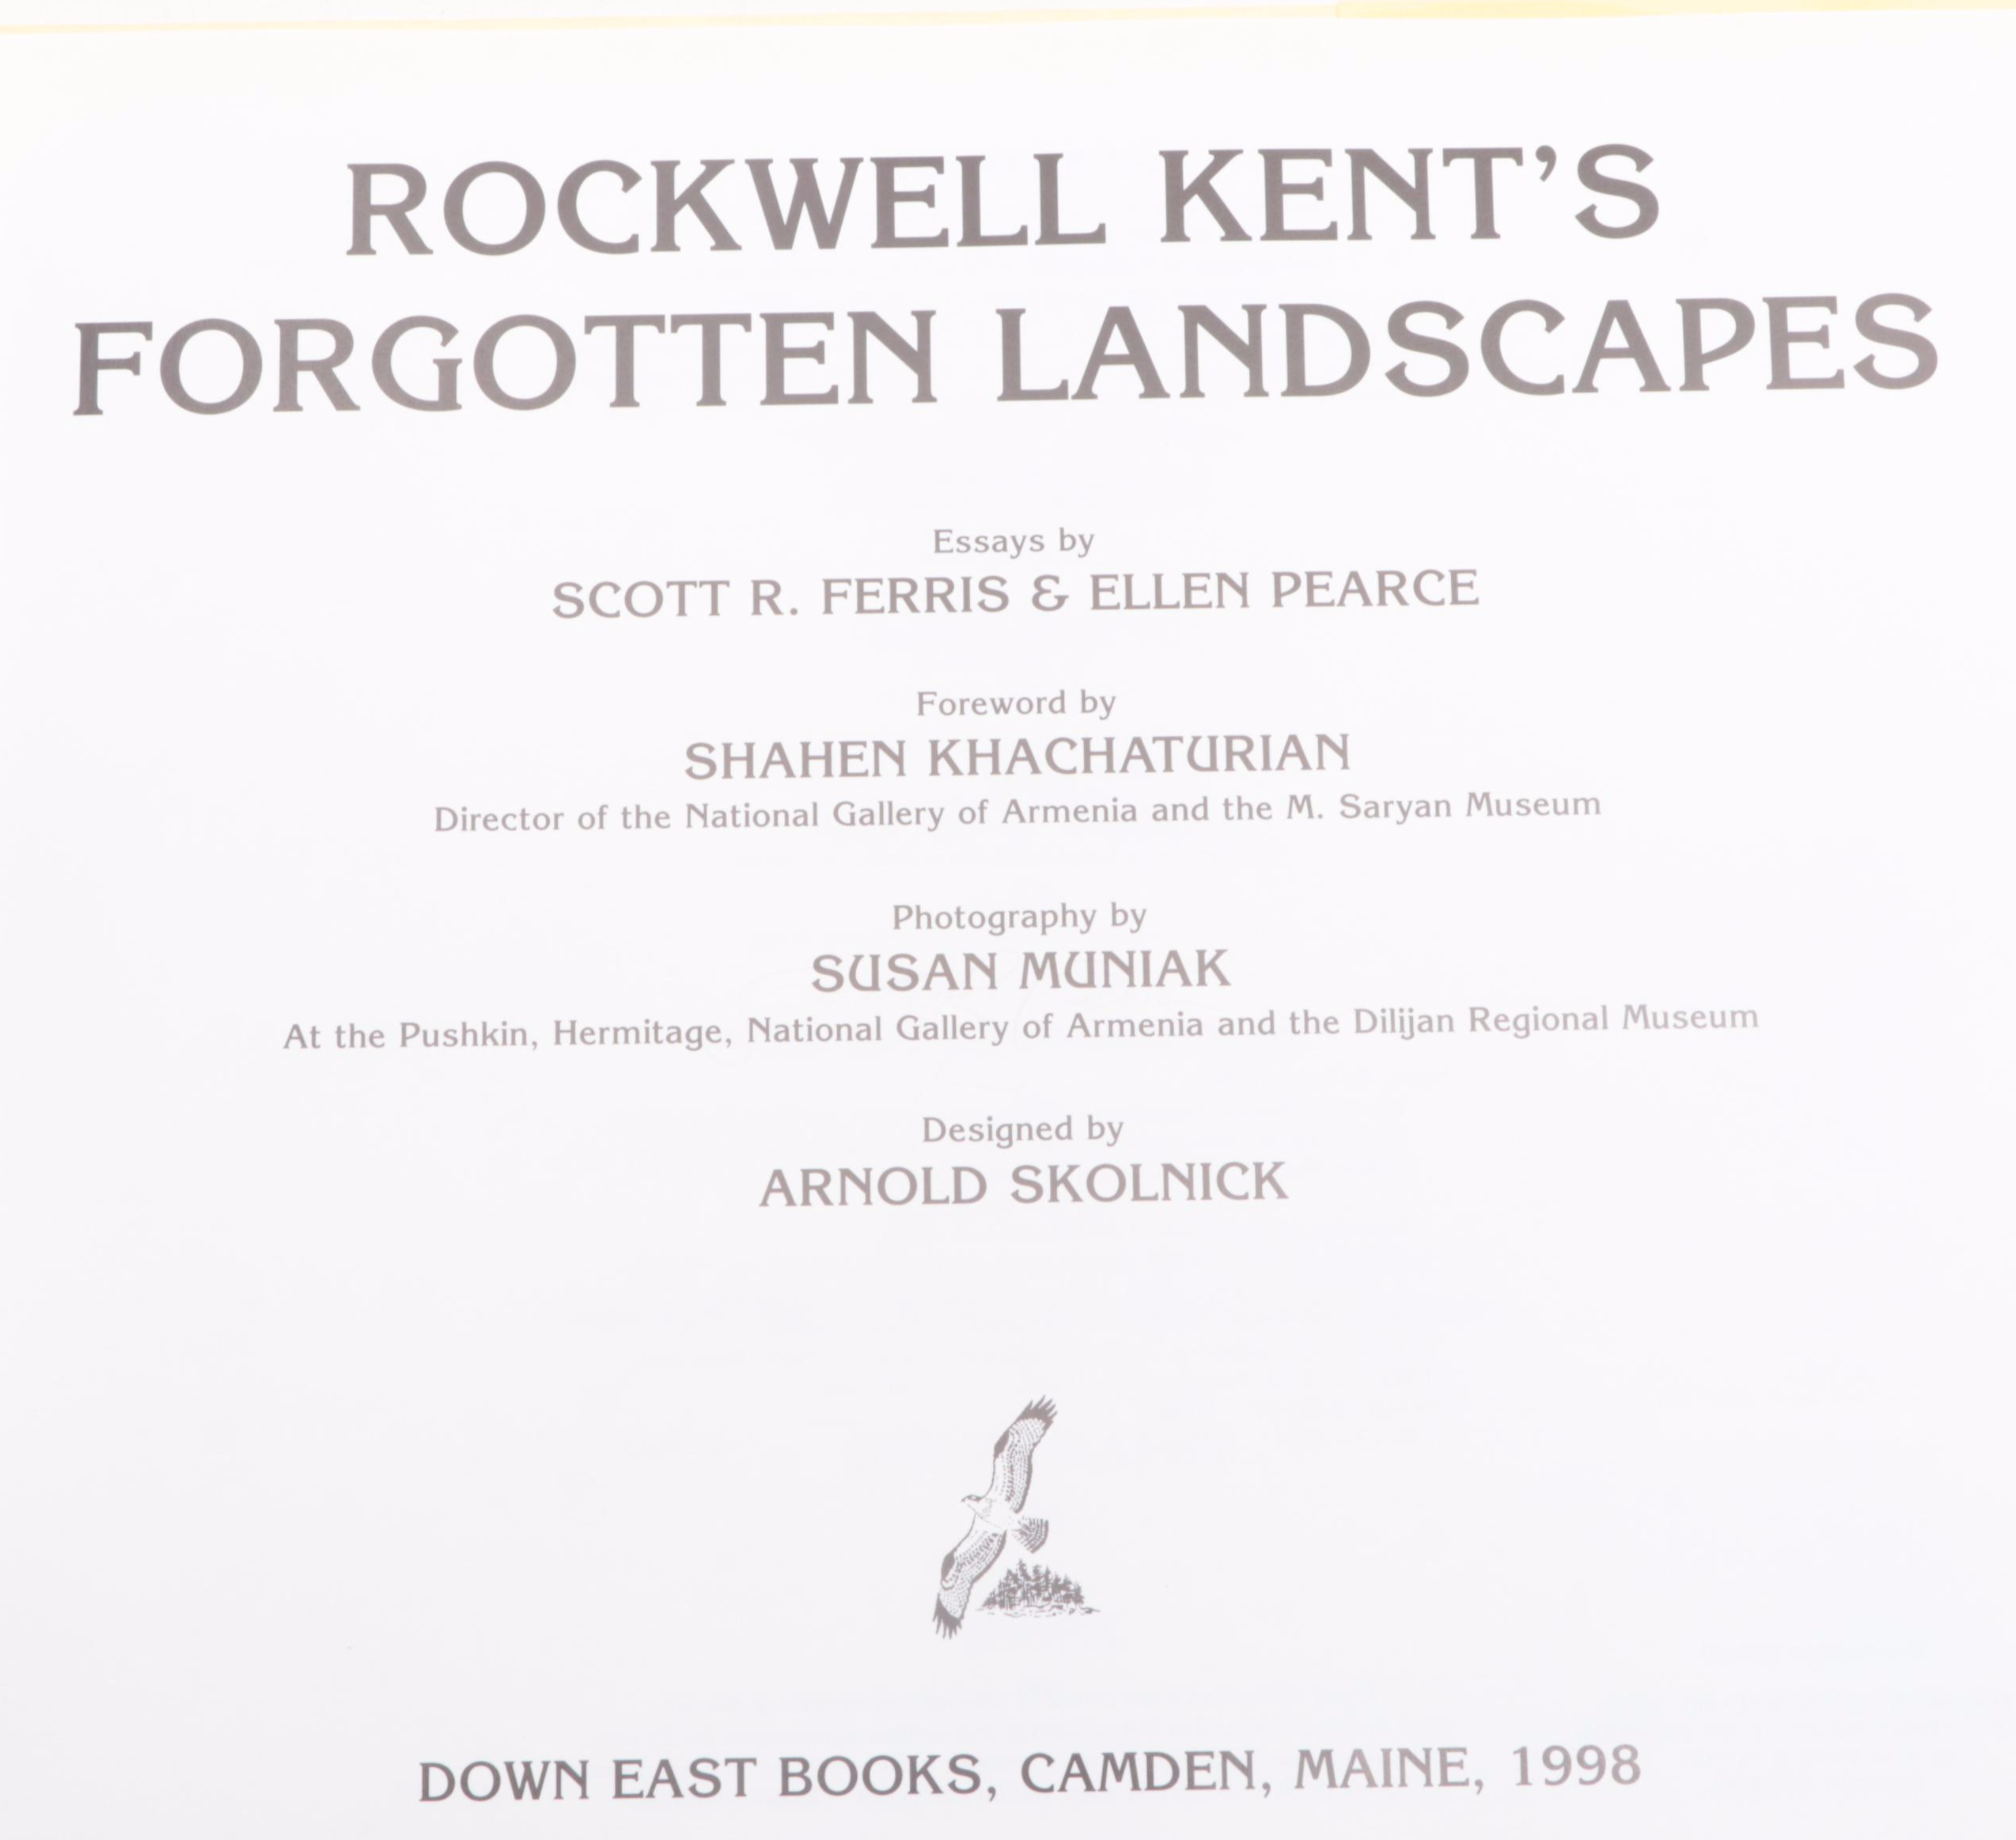 ROCKWELL KENT’S
FORGOTTEN LANDSCAPES
Essays by
SCOTT R. FERRIS & ELLEN PEARCE
Foreword by
SHAHEN KHACHATURIAN
Director of the National Gallery of Armenia and the M. Saryan Museum
Photography by
SUSAN MUNIAK
At the Pushkin, Hermitage, National Gallery of Armenia and the Dilijan Regional Museum
Designed by
ARNOLD SKOLNICK
DOWN EAST BOOKS, CAMDEN, MAINE, 1998